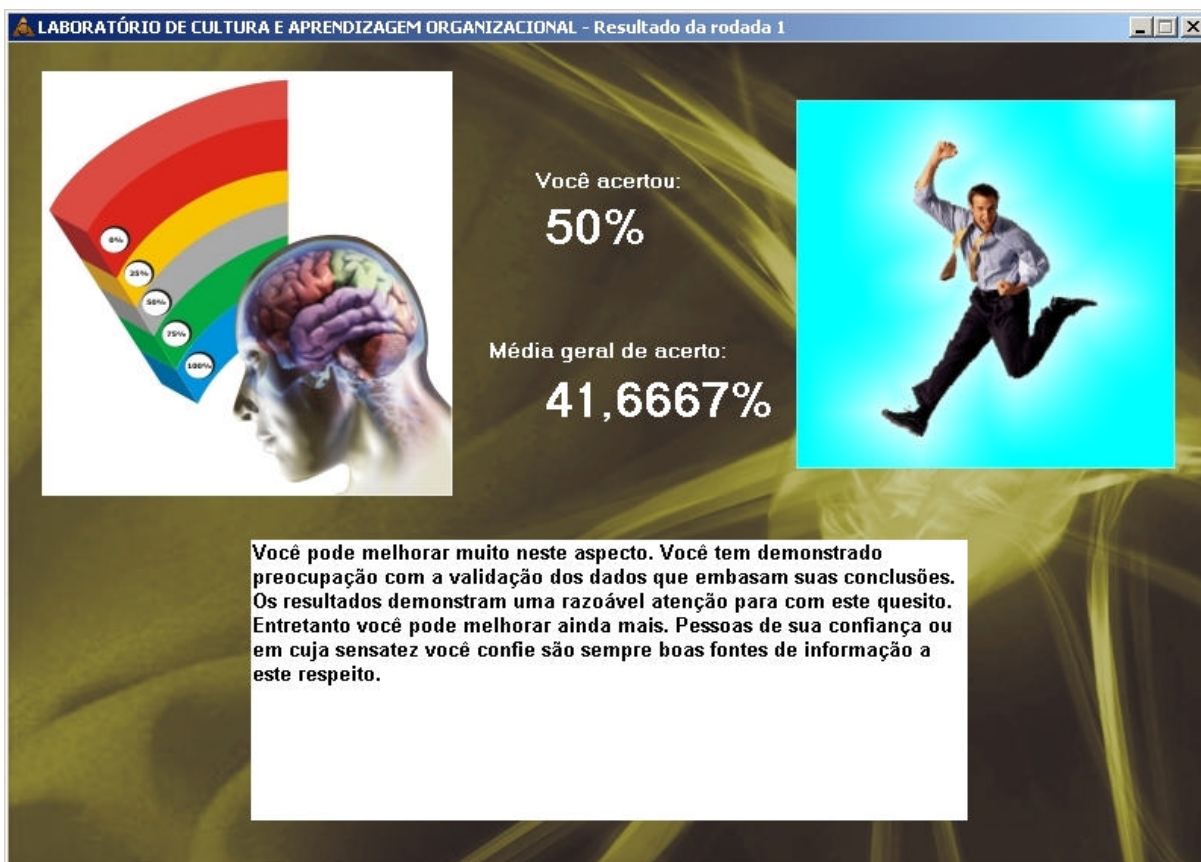 LABORATÓRIO DE CULTURA E APRENDIZAGEM ORGANIZACIONAL - Resultado da rodada 1
0%
25%
50%
75%
100%
Você acertou:
50%
Média geral de acerto:
41,6667%
Você pode melhorar muito neste aspecto. Você tem demonstrado
preocupação com a validação dos dados que embasam suas conclusões.
Os resultados demonstram uma razoável atenção para com este quesito.
Entretanto você pode melhorar ainda mais. Pessoas de sua confiança ou
em cuja sensatez você confie são sempre boas fontes de informação a
este respeito.